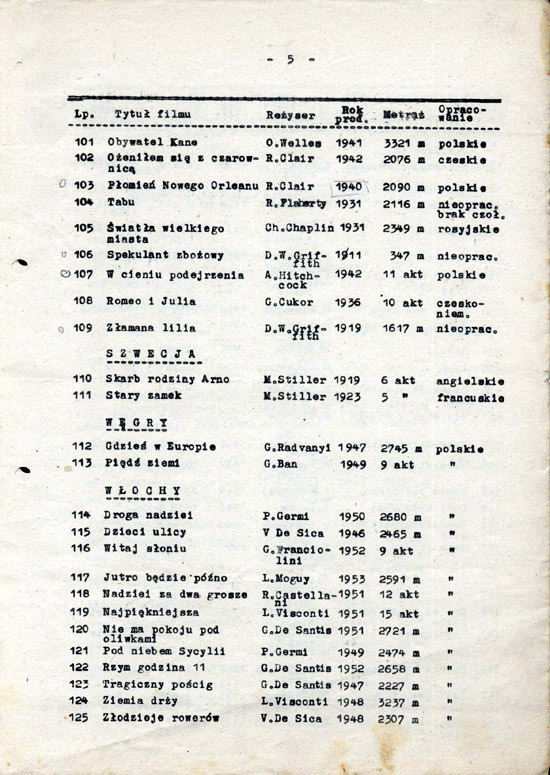 - 5 -
Lp. Tytuł filmu Reżyser Rok prod. Metraż Opraco-wanie
101 Obywatel Kane O.Welles 1941 3321 m polskie
102 Ożeniłem się z czarow- R.Clair 1942 2076 m czeskie
nicą
103 Płomień Nowego Orleanu R.Clair 1940 2090 m polskie
104 Tabu R.Flaherty 1931 2116 m nieoprac.
brak czoł.
105 Światła wielkiego Ch.Chaplin 1931 2349 m rosyjskie
miasta
106 Spekulant zbożowy D.W.Grif- 1911 347 m nieoprac.
fith
107 W cieniu podejrzenia A.Hitch- 1942 11 akt polskie
cock
108 Romeo i Julia G.Cukor 1936 10 akt czesko-
niem.
109 Złamana lilia D.W.Grif- 1919 1617 m nieoprac.
fith
S Z W E C J A
110 Skarb rodziny Arno M.Stiller 1919 6 akt angielskie
111 Stary zamek M.Stiller 1923 5 " francuskie
W Ę G R Y
112 Gdzieś w Europie G.Radvanyi 1947 2745 m polskie
113 Piędź ziemi G.Ban 1949 9 akt "
W Ł O C H Y
114 Droga nadziei P.Germi 1950 2680 m "
115 Dzieci ulicy V De Sica 1946 2465 m "
116 Witaj słoniu G.Francio- 1952 9 akt "
lini
117 Jutro będzie późno L.Moguy 1953 2591 m "
118 Nadziei za dwa grosze R.Castella- 1951 12 akt "
ni
119 Najpiękniejsza L.Visconti 1951 15 akt "
120 Nie ma pokoju pod G.De Santis 1951 2721 m "
oliwkami
121 Pod niebem Sycylii P.Germi 1949 2474 m "
122 Rzym godzina 11 G.De Santis 1952 2658 m "
123 Tragiczny pościg G.De Santis 1947 2227 m "
124 Ziemia drży L.Visconti 1948 3237 m "
125 Złodzieje rowerów V.De Sica 1948 2307 m "